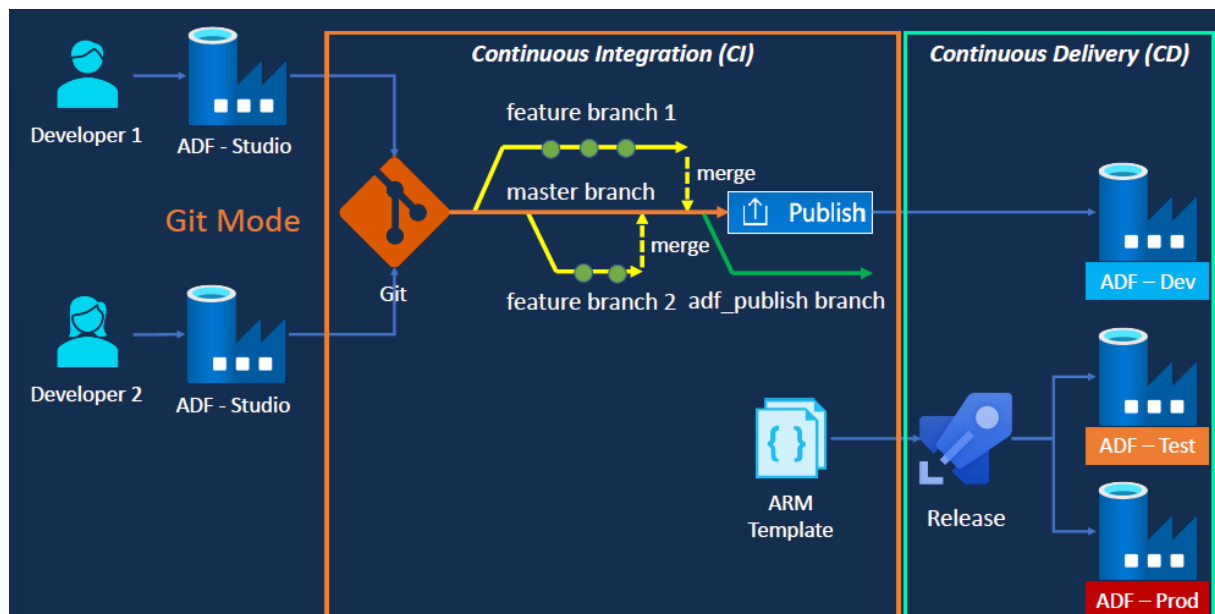 Continuous Integration (CI)
Continuous Delivery (CD)
Developer 1
ADF - Studio
feature branch 1
merge
master branch
Publish
Git Mode
Git
merge
feature branch 2
adf_publish branch
ADF – Dev
Developer 2
ADF - Studio
{ }
ARM
Template
Release
ADF – Test
ADF – Prod